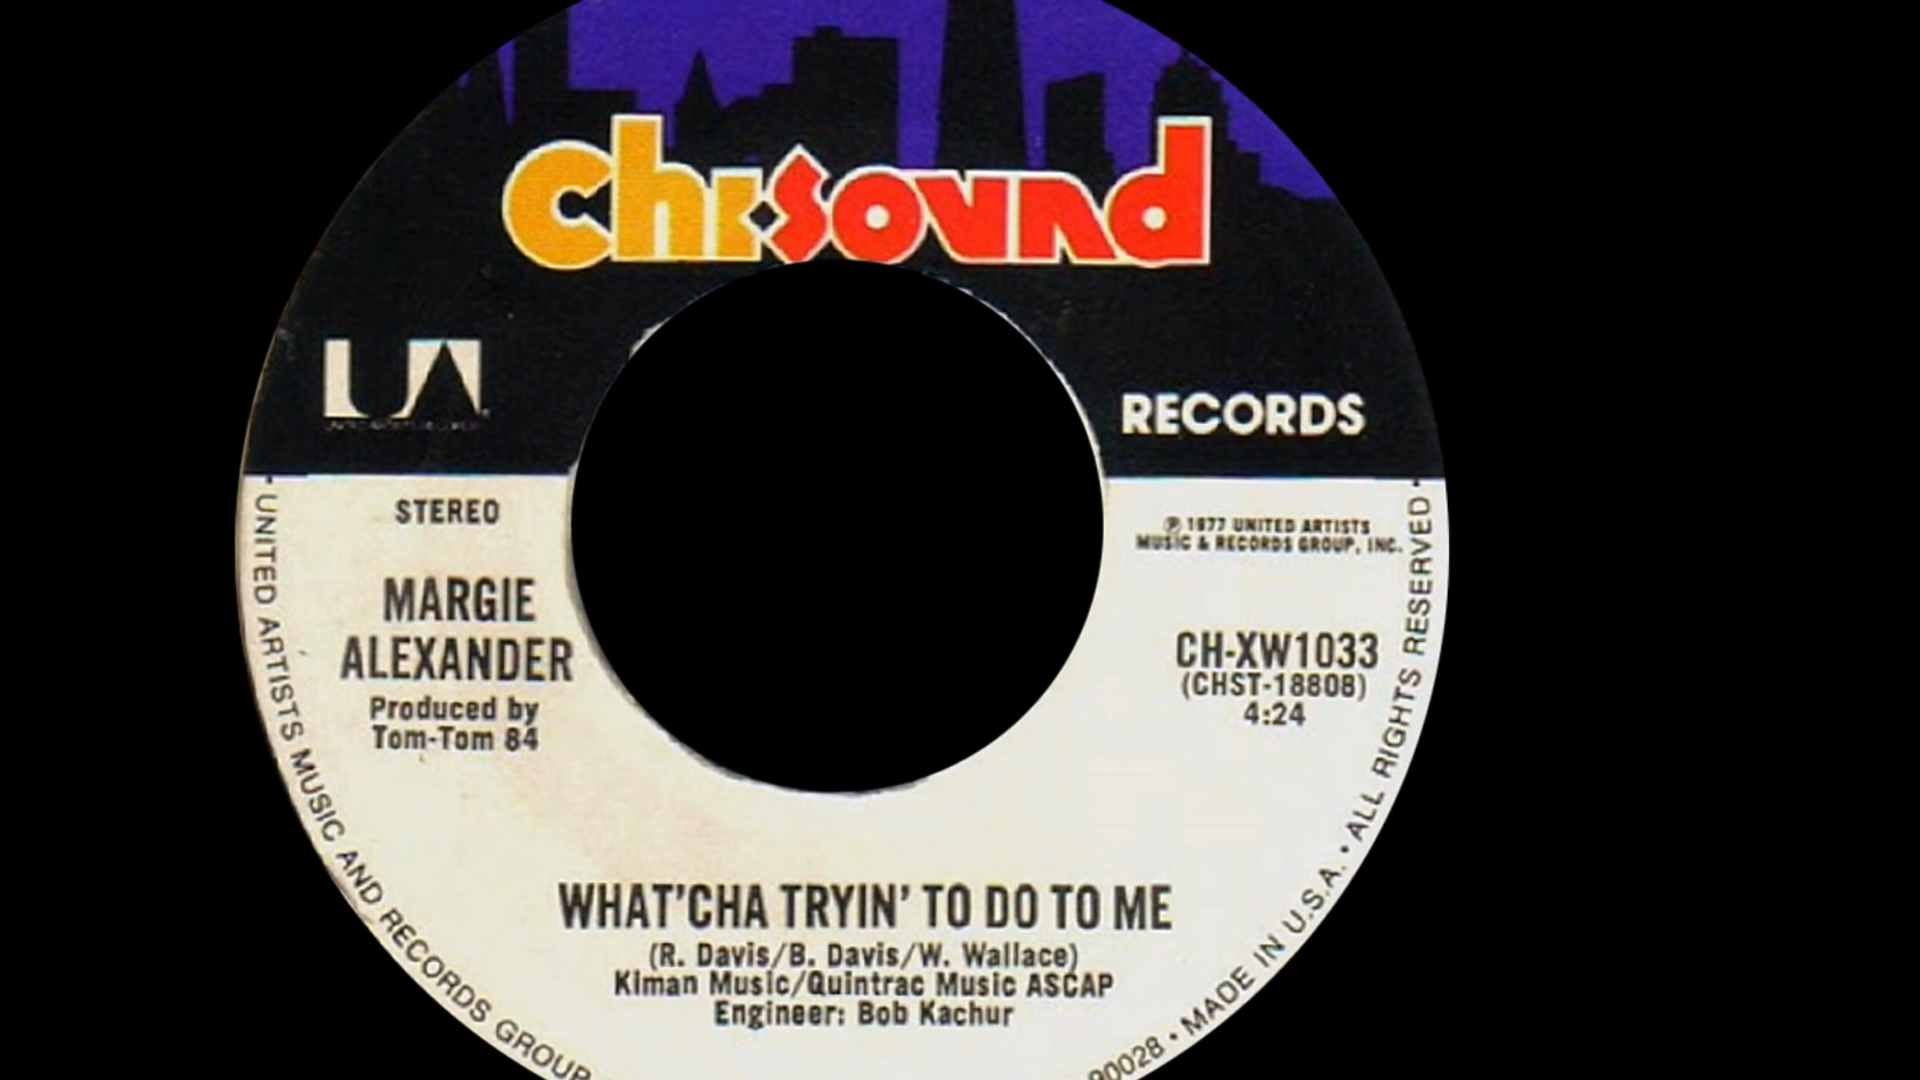 Chi-Sound
UA
RECORDS
STEREO
MARGIE
ALEXANDER
Produced by
Tom-Tom 84
℗ 1977 UNITED ARTISTS
MUSIC & RECORDS GROUP, INC.
CH-XW1033
(CHST-18808)
4:24
WHAT'CHA TRYIN' TO DO TO ME
(R. Davis/B. Davis/W. Wallace)
Kiman Music/Quintrac Music ASCAP
Engineer: Bob Kachur
• UNITED ARTISTS MUSIC AND RECORDS GROUP
90028 • MADE IN U.S.A. • ALL RIGHTS RESERVED •